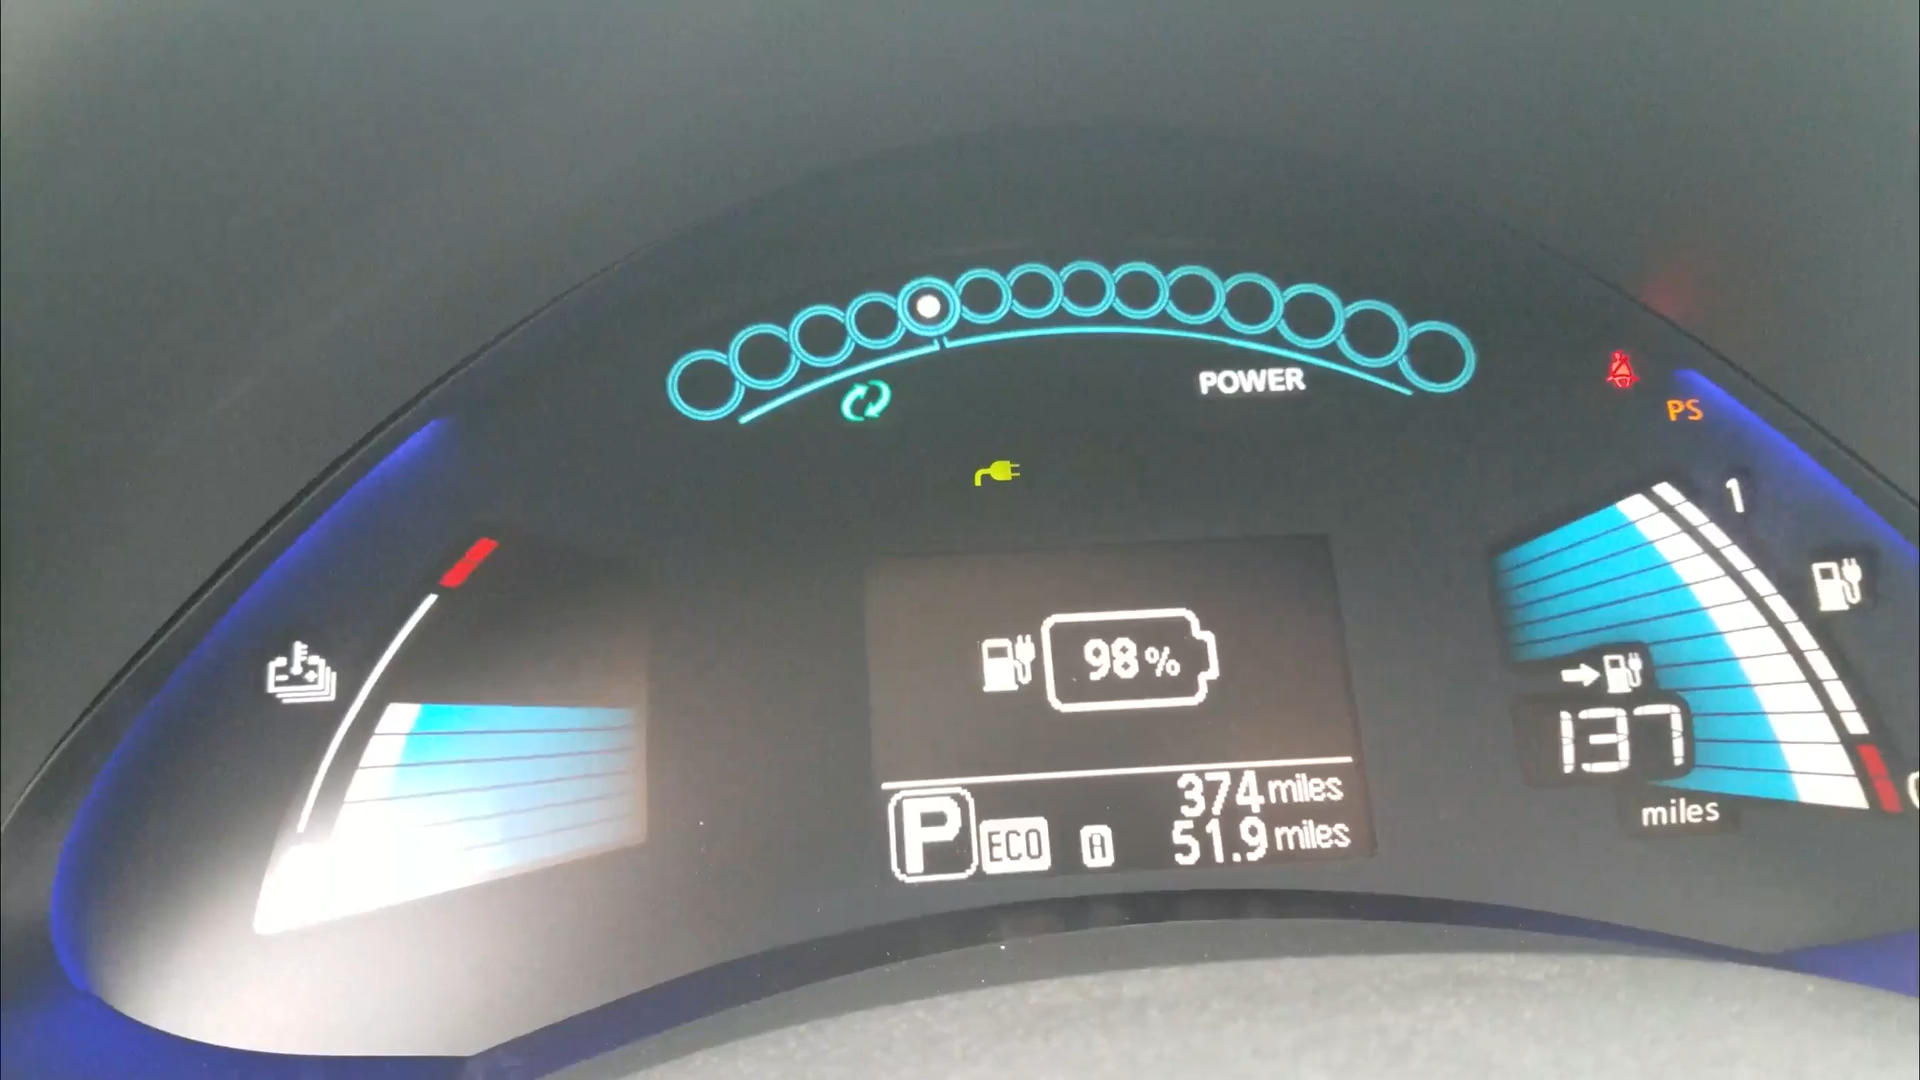 POWER
PS
1
98%
137
miles
374 miles
P ECO A 51.9 miles